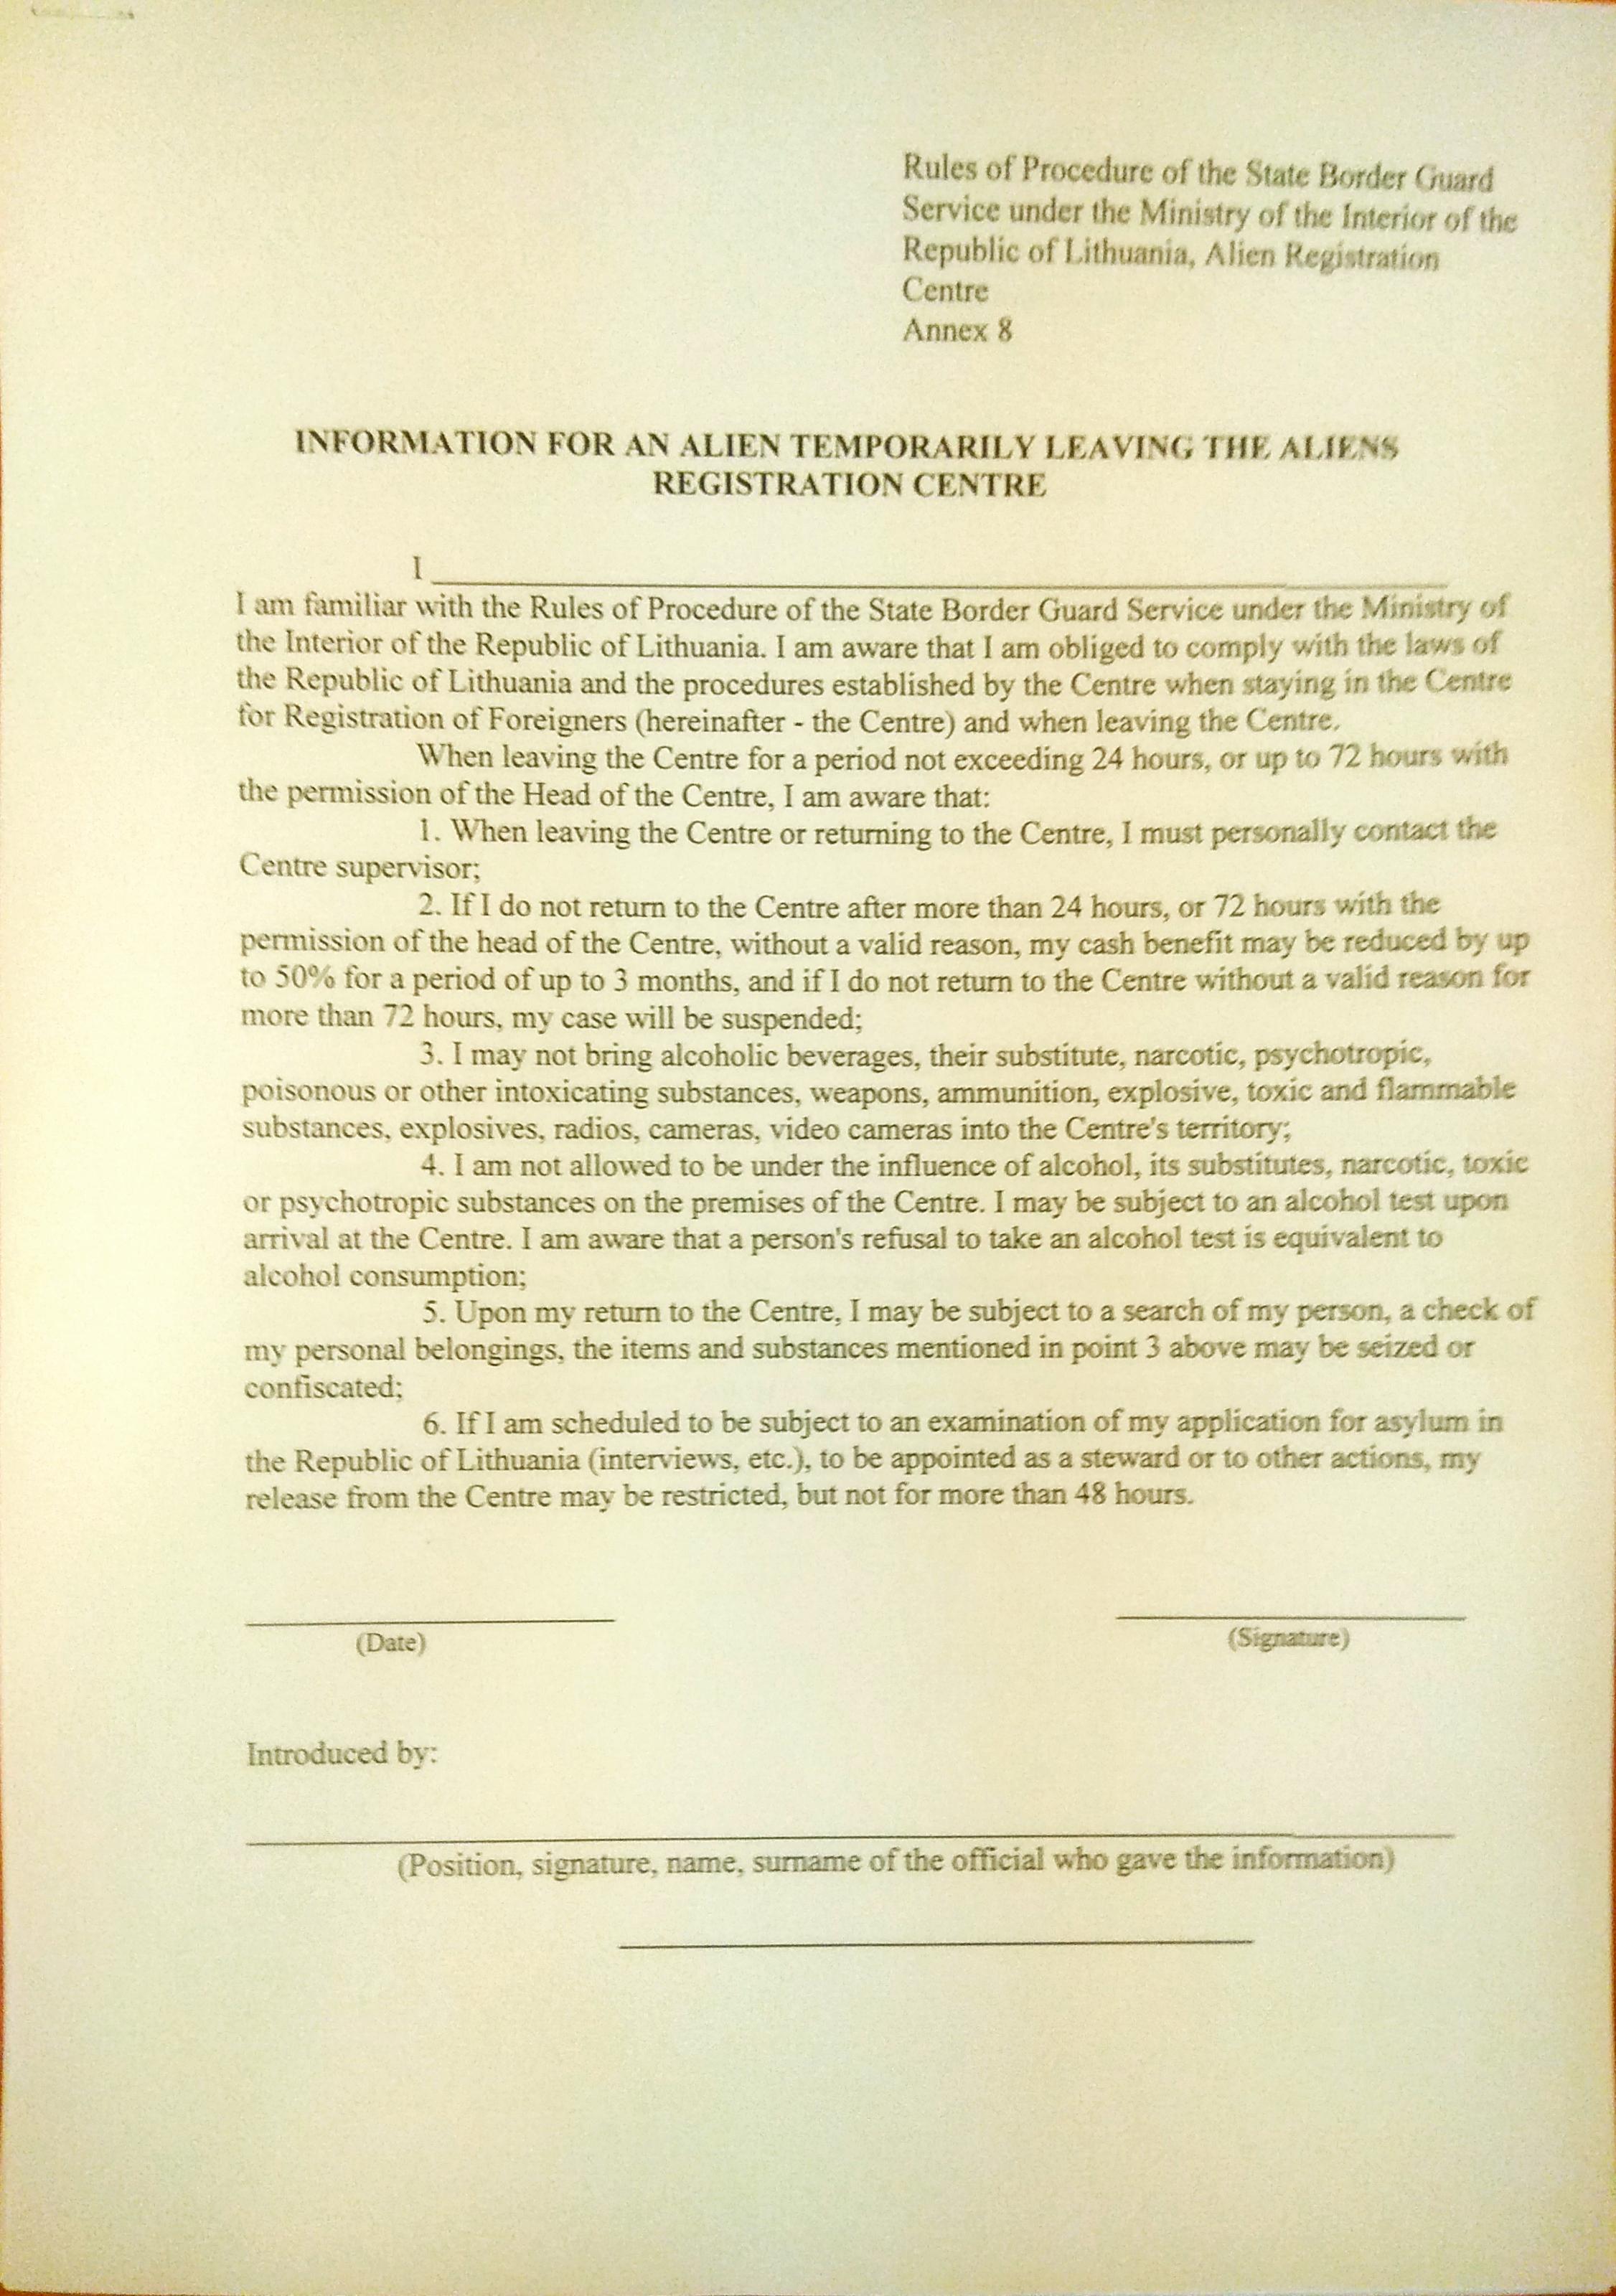 Rules of Procedure of the State Border Guard
Service under the Ministry of the Interior of the
Republic of Lithuania, Alien Registration
Centre
Annex 8
INFORMATION FOR AN ALIEN TEMPORARILY LEAVING THE ALIENS
REGISTRATION CENTRE
I
I am familiar with the Rules of Procedure of the State Border Guard Service under the Ministry of
the Interior of the Republic of Lithuania. I am aware that I am obliged to comply with the laws of
the Republic of Lithuania and the procedures established by the Centre when staying in the Centre
for Registration of Foreigners (hereinafter - the Centre) and when leaving the Centre.
When leaving the Centre for a period not exceeding 24 hours, or up to 72 hours with
the permission of the Head of the Centre, I am aware that:
1. When leaving the Centre or returning to the Centre, I must personally contact the
Centre supervisor;
2. If I do not return to the Centre after more than 24 hours, or 72 hours with the
permission of the head of the Centre, without a valid reason, my cash benefit may be reduced by up
to 50% for a period of up to 3 months, and if I do not return to the Centre without a valid reason for
more than 72 hours, my case will be suspended;
3. I may not bring alcoholic beverages, their substitute, narcotic, psychotropic,
poisonous or other intoxicating substances, weapons, ammunition, explosive, toxic and flammable
substances, explosives, radios, cameras, video cameras into the Centre's territory;
4. I am not allowed to be under the influence of alcohol, its substitutes, narcotic, toxic
or psychotropic substances on the premises of the Centre. I may be subject to an alcohol test upon
arrival at the Centre. I am aware that a person's refusal to take an alcohol test is equivalent to
alcohol consumption;
5. Upon my return to the Centre, I may be subject to a search of my person, a check of
my personal belongings, the items and substances mentioned in point 3 above may be seized or
confiscated;
6. If I am scheduled to be subject to an examination of my application for asylum in
the Republic of Lithuania (interviews, etc.), to be appointed as a steward or to other actions, my
release from the Centre may be restricted, but not for more than 48 hours.
(Date) (Signature)
Introduced by:
(Position, signature, name, surname of the official who gave the information)